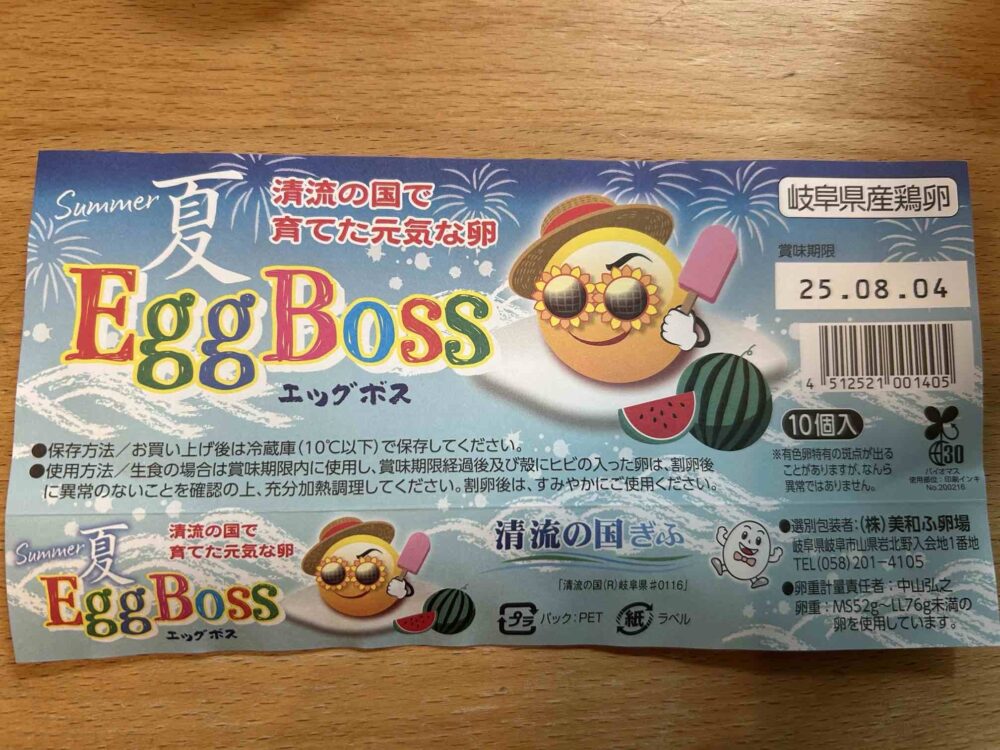 Summer 夏
清流の国で
育てた元気な卵
EggBoss
エッグボス
岐阜県産鶏卵
賞味期限
25.08.04
4 512521 001405
10個入
※有色卵特有の斑点が出る
ことがありますが、なんら
異常ではありません。
30
バイオマス
使用部位:印刷インキ
No.200216
●保存方法/お買い上げ後は冷蔵庫(10℃以下)で保存してください。
●使用方法/生食の場合は賞味期限内に使用し、賞味期限経過後及び殻にヒビの入った卵は、割卵後
に異常のないことを確認の上、充分加熱調理してください。割卵後は、すみやかにご使用ください。
Summer 夏
清流の国で
育てた元気な卵
EggBoss
エッグボス
清流の国ぎふ
「清流の国(R)岐阜県#0116」
プラ パック:PET 紙 ラベル
●選別包装者:(株)美和ふ卵場
岐阜県岐阜市山県岩北野入会地1番地
TEL(058)201-4105
●卵重計量責任者:中山弘之
卵重:MS52g〜LL76g未満の
卵を使用しています。